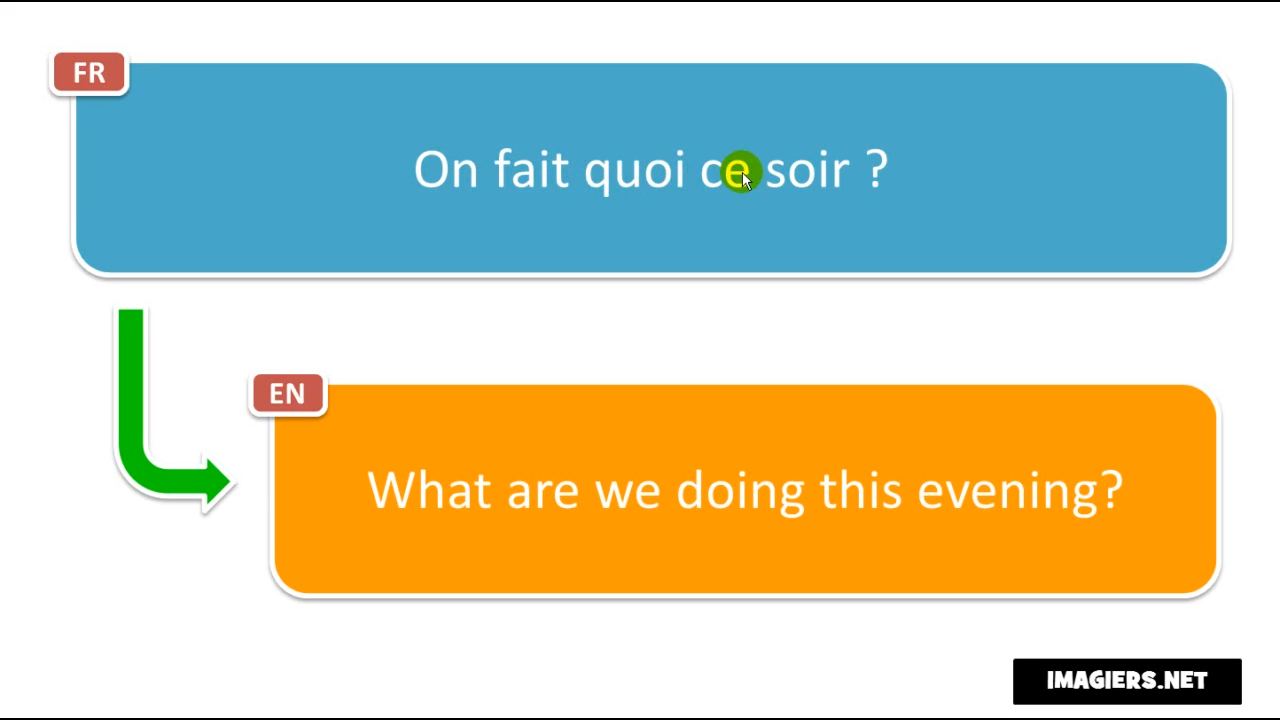 FR
On fait quoi ce soir ?
EN
What are we doing this evening?
IMAGIERS.NET